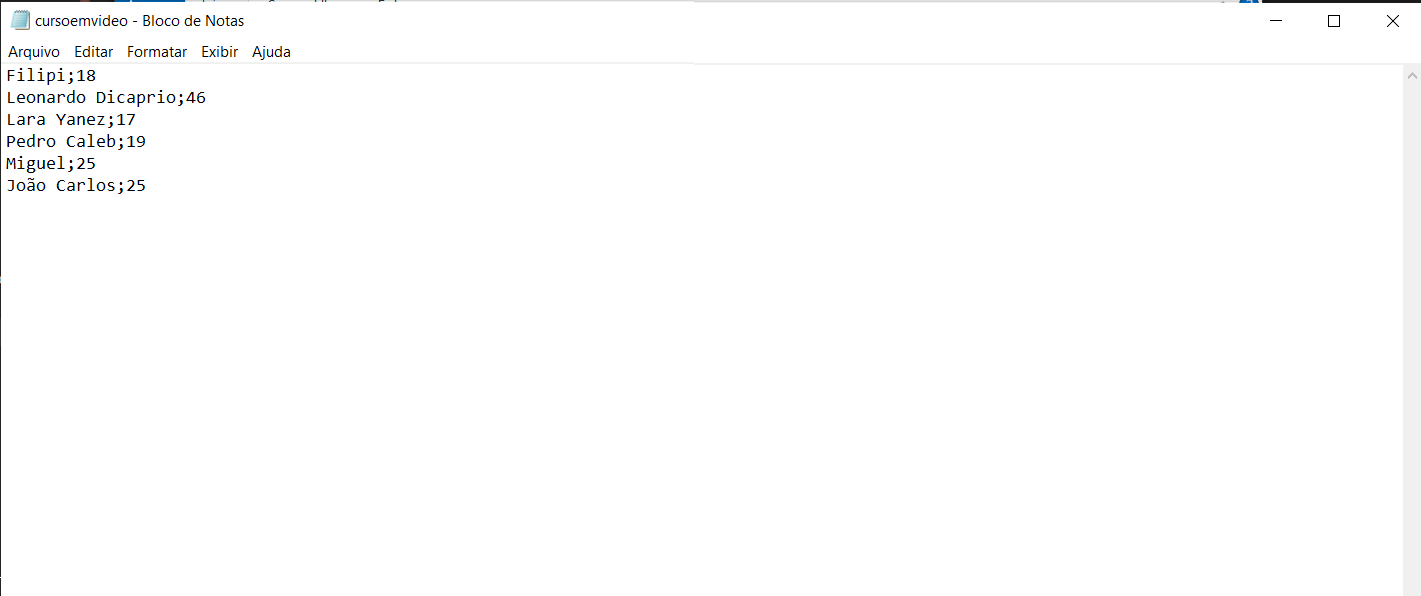 cursoemvideo - Bloco de Notas
Arquivo Editar Formatar Exibir Ajuda
Filipi;18
Leonardo Dicaprio;46
Lara Yanez;17
Pedro Caleb;19
Miguel;25
João Carlos;25